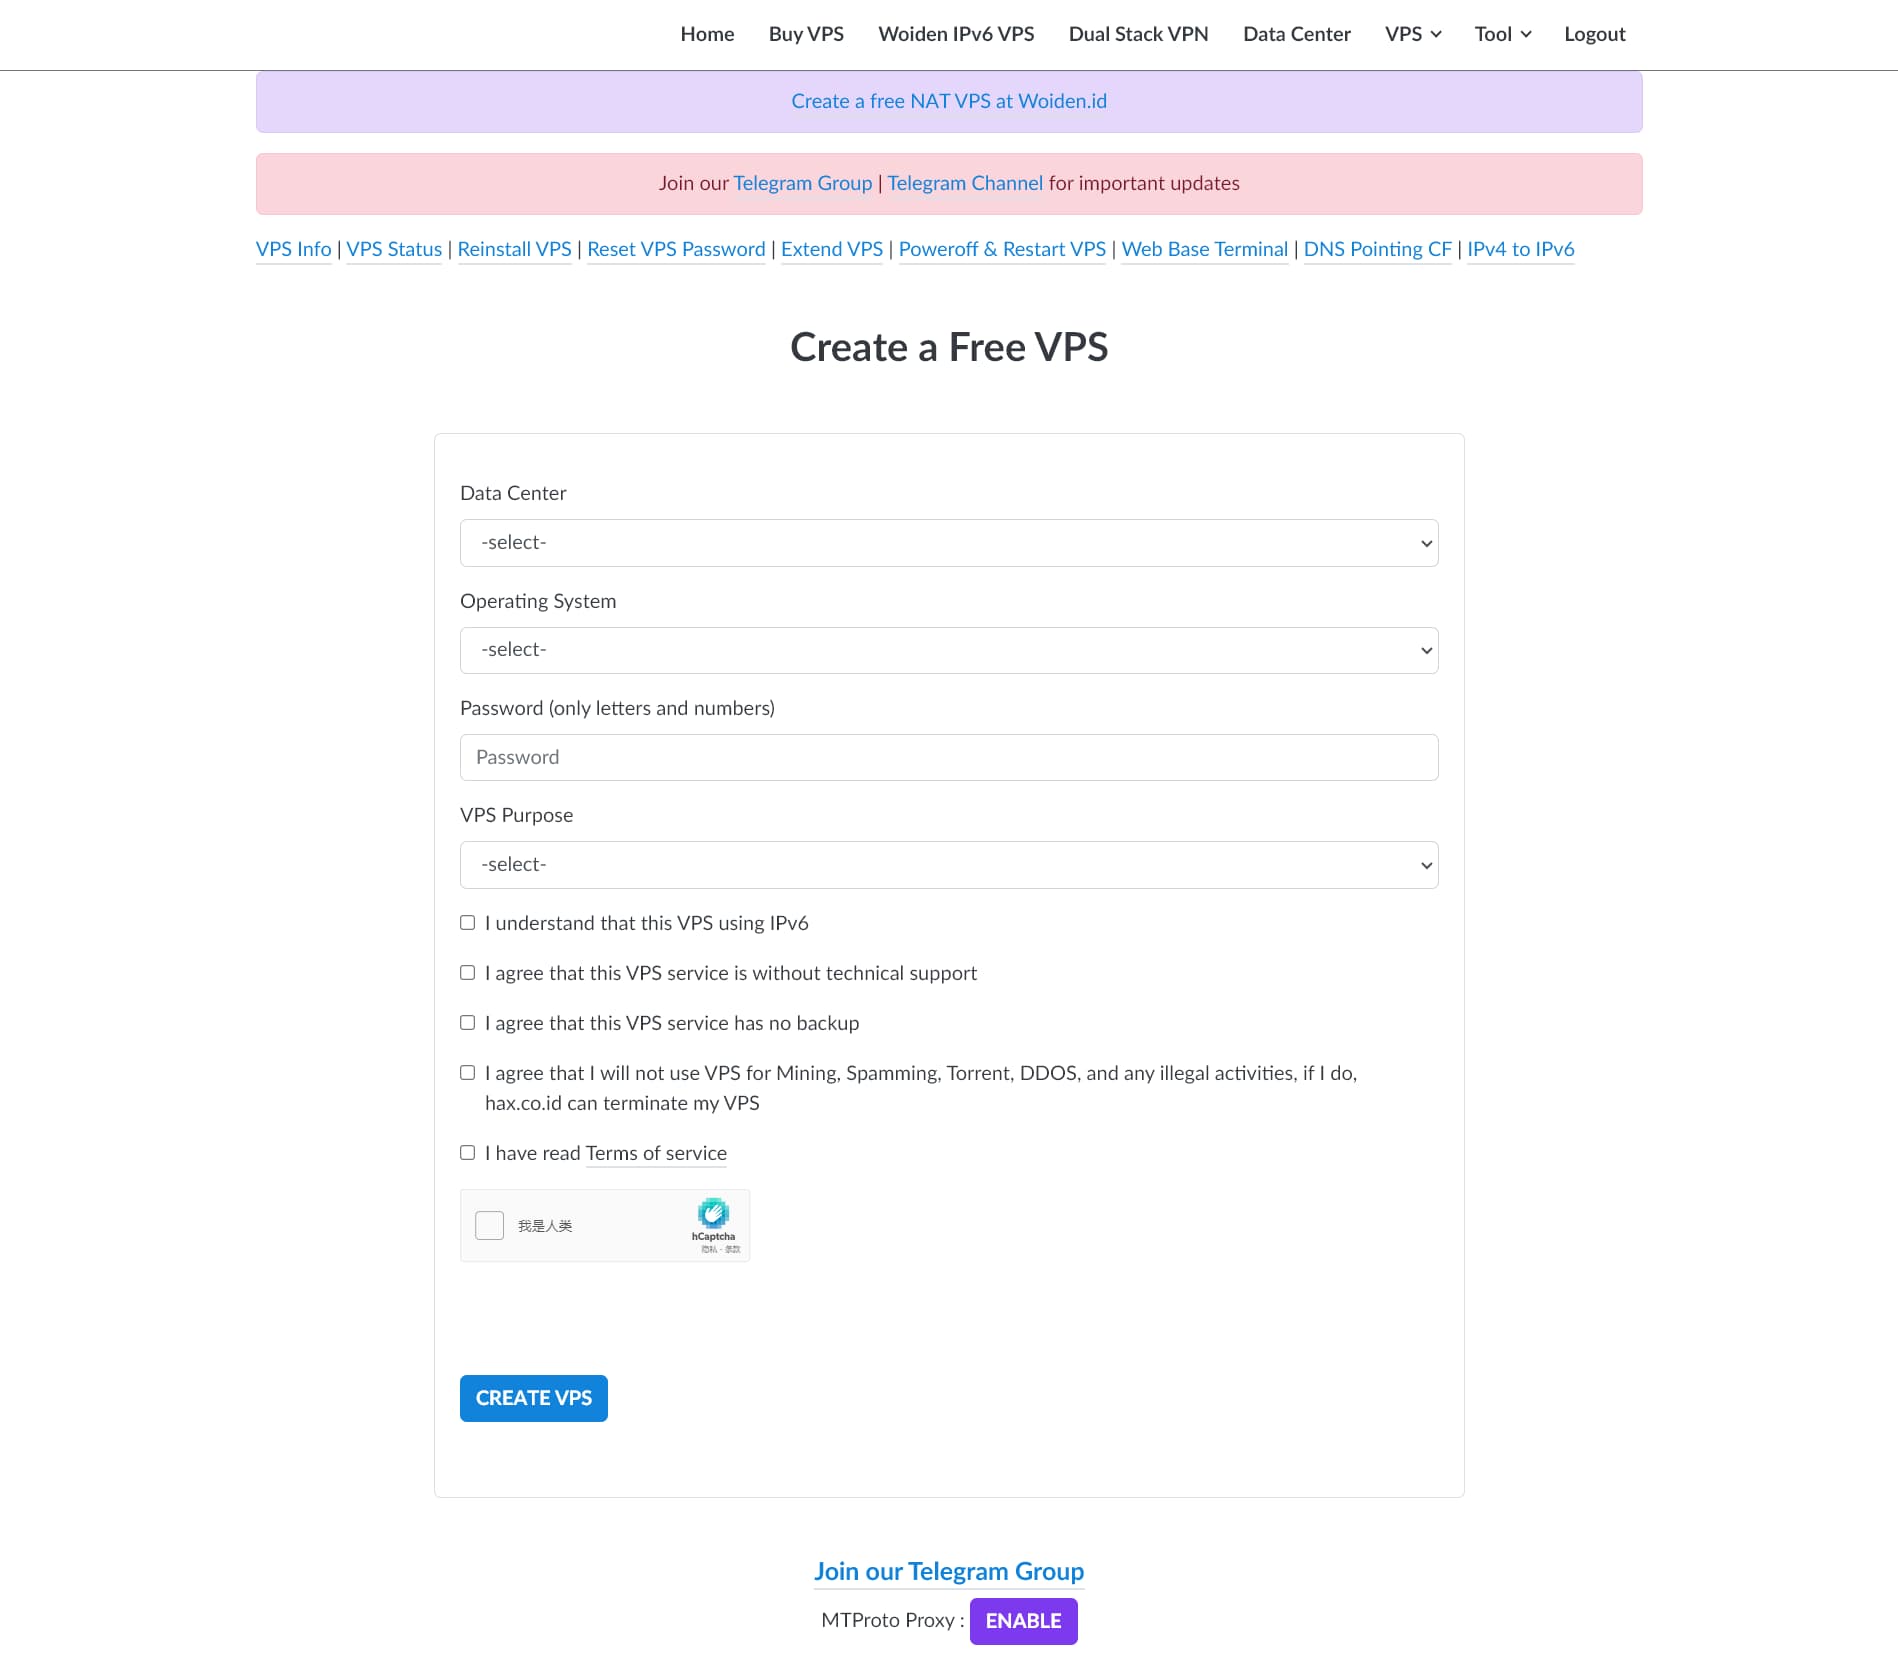 Home Buy VPS Woiden IPv6 VPS Dual Stack VPN Data Center VPS Tool Logout
Create a free NAT VPS at Woiden.id
Join our Telegram Group | Telegram Channel for important updates
VPS Info | VPS Status | Reinstall VPS | Reset VPS Password | Extend VPS | Poweroff & Restart VPS | Web Base Terminal | DNS Pointing CF | IPv4 to IPv6
Create a Free VPS
Data Center
-select-
Operating System
-select-
Password (only letters and numbers)
Password
VPS Purpose
-select-
I understand that this VPS using IPv6
I agree that this VPS service is without technical support
I agree that this VPS service has no backup
I agree that I will not use VPS for Mining, Spamming, Torrent, DDOS, and any illegal activities, if I do,
hax.co.id can terminate my VPS
I have read Terms of service
我是人类
hCaptcha
隐私 - 条款
CREATE VPS
Join our Telegram Group
MTProto Proxy : ENABLE